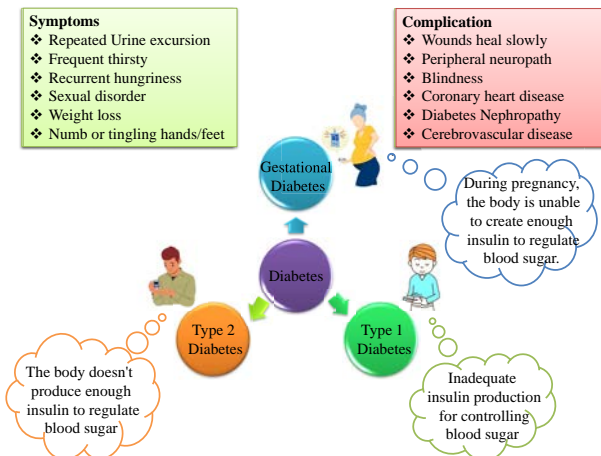 Symptoms
❖ Repeated Urine excursion
❖ Frequent thirsty
❖ Recurrent hungriness
❖ Sexual disorder
❖ Weight loss
❖ Numb or tingling hands/feet
Complication
❖ Wounds heal slowly
❖ Peripheral neuropath
❖ Blindness
❖ Coronary heart disease
❖ Diabetes Nephropathy
❖ Cerebrovascular disease
Gestational
Diabetes
During pregnancy,
the body is unable
to create enough
insulin to regulate
blood sugar.
Diabetes
Type 2
Diabetes
Type 1
Diabetes
The body doesn't
produce enough
insulin to regulate
blood sugar
Inadequate
insulin production
for controlling
blood sugar